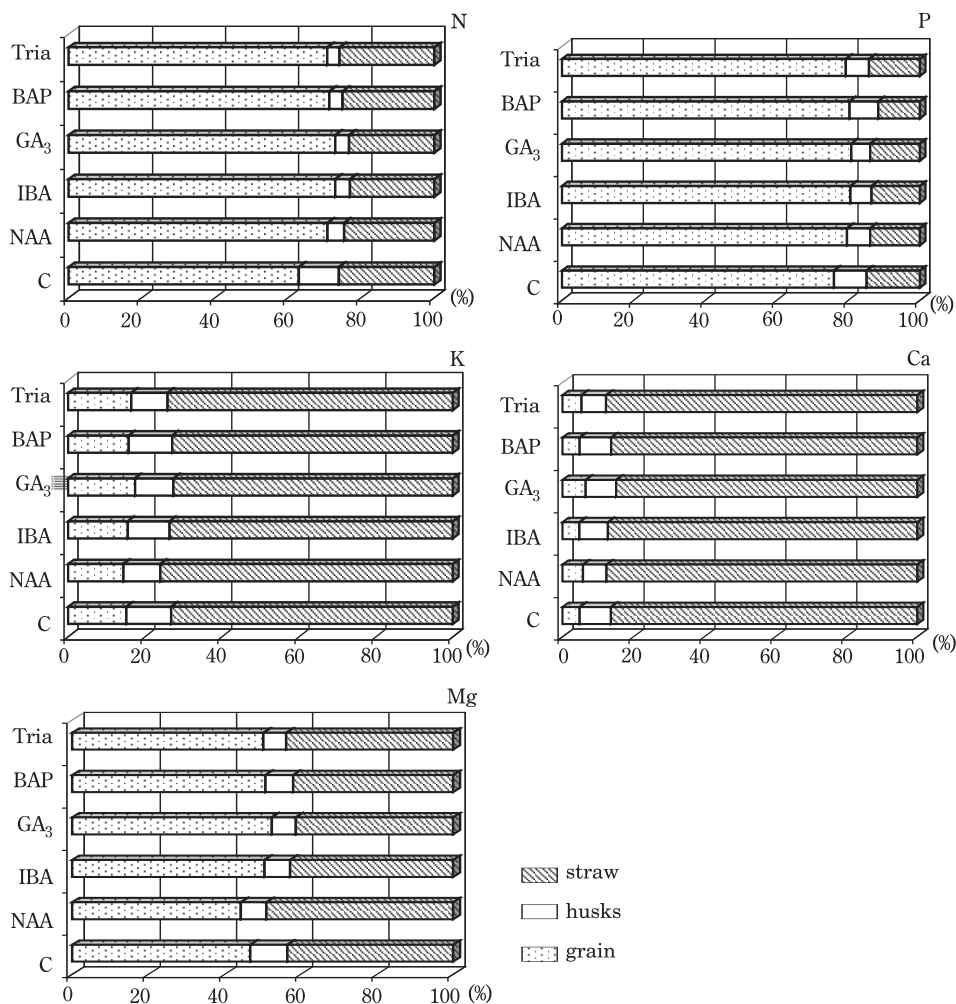 N
Tria
BAP
GA₃
IBA
NAA
C
0 20 40 60 80 100 (%)
P
Tria
BAP
GA₃
IBA
NAA
C
0 20 40 60 80 100 (%)
K
Tria
BAP
GA₃
IBA
NAA
C
0 20 40 60 80 100 (%)
Ca
Tria
BAP
GA₃
IBA
NAA
C
0 20 40 60 80 100 (%)
Mg
Tria
BAP
GA₃
IBA
NAA
C
0 20 40 60 80 100 (%)
straw
husks
grain